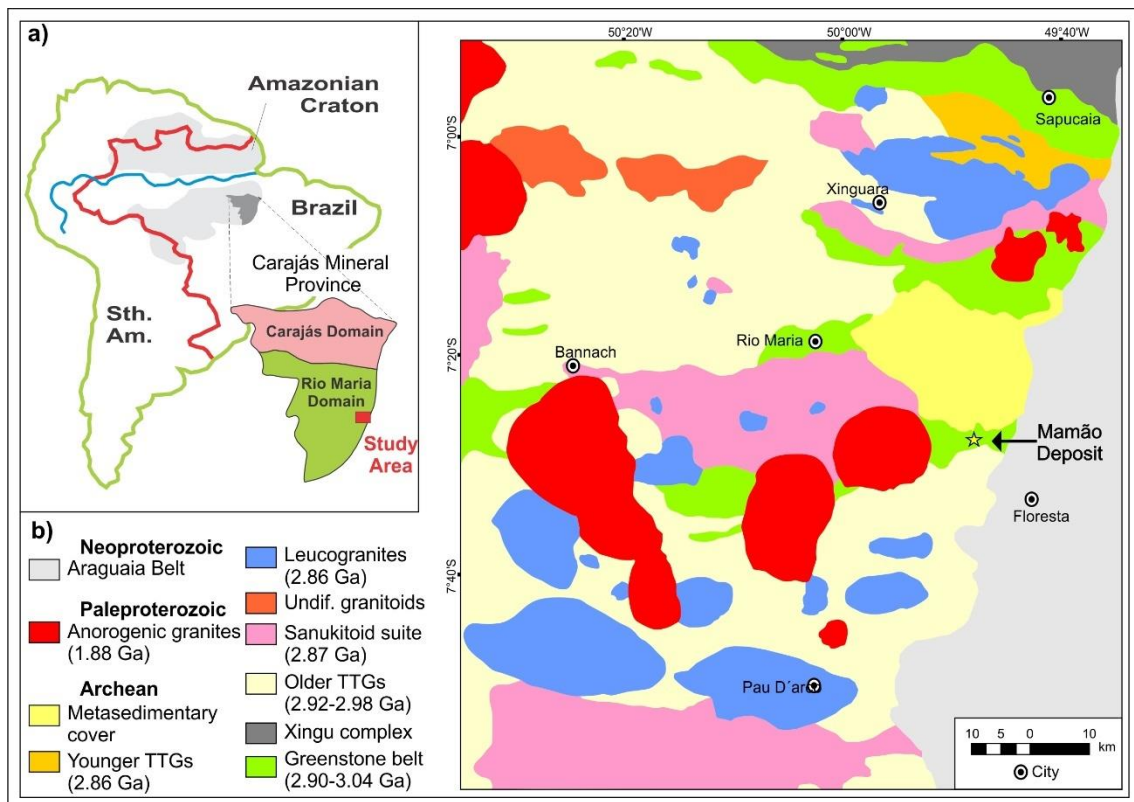 a)
Amazonian
Craton
Brazil
Carajás Mineral
Province
Sth.
Am.
Carajás Domain
Rio Maria
Domain
Study
Area
b)
Neoproterozoic
Araguaia Belt
Paleproterozoic
Anorogenic granites
(1.88 Ga)
Archean
Metasedimentary
cover
Younger TTGs
(2.86 Ga)
Leucogranites
(2.86 Ga)
Undif. granitoids
Sanukitoid suite
(2.87 Ga)
Older TTGs
(2.92-2.98 Ga)
Xingu complex
Greenstone belt
(2.90-3.04 Ga)
50°20'W
50°00'W
49°40'W
7°00'S
7°20'S
7°40'S
Sapucaia
Xinguara
Rio Maria
Bannach
Mamão
Deposit
Floresta
Pau D´arco
10 5 0 10
km
City